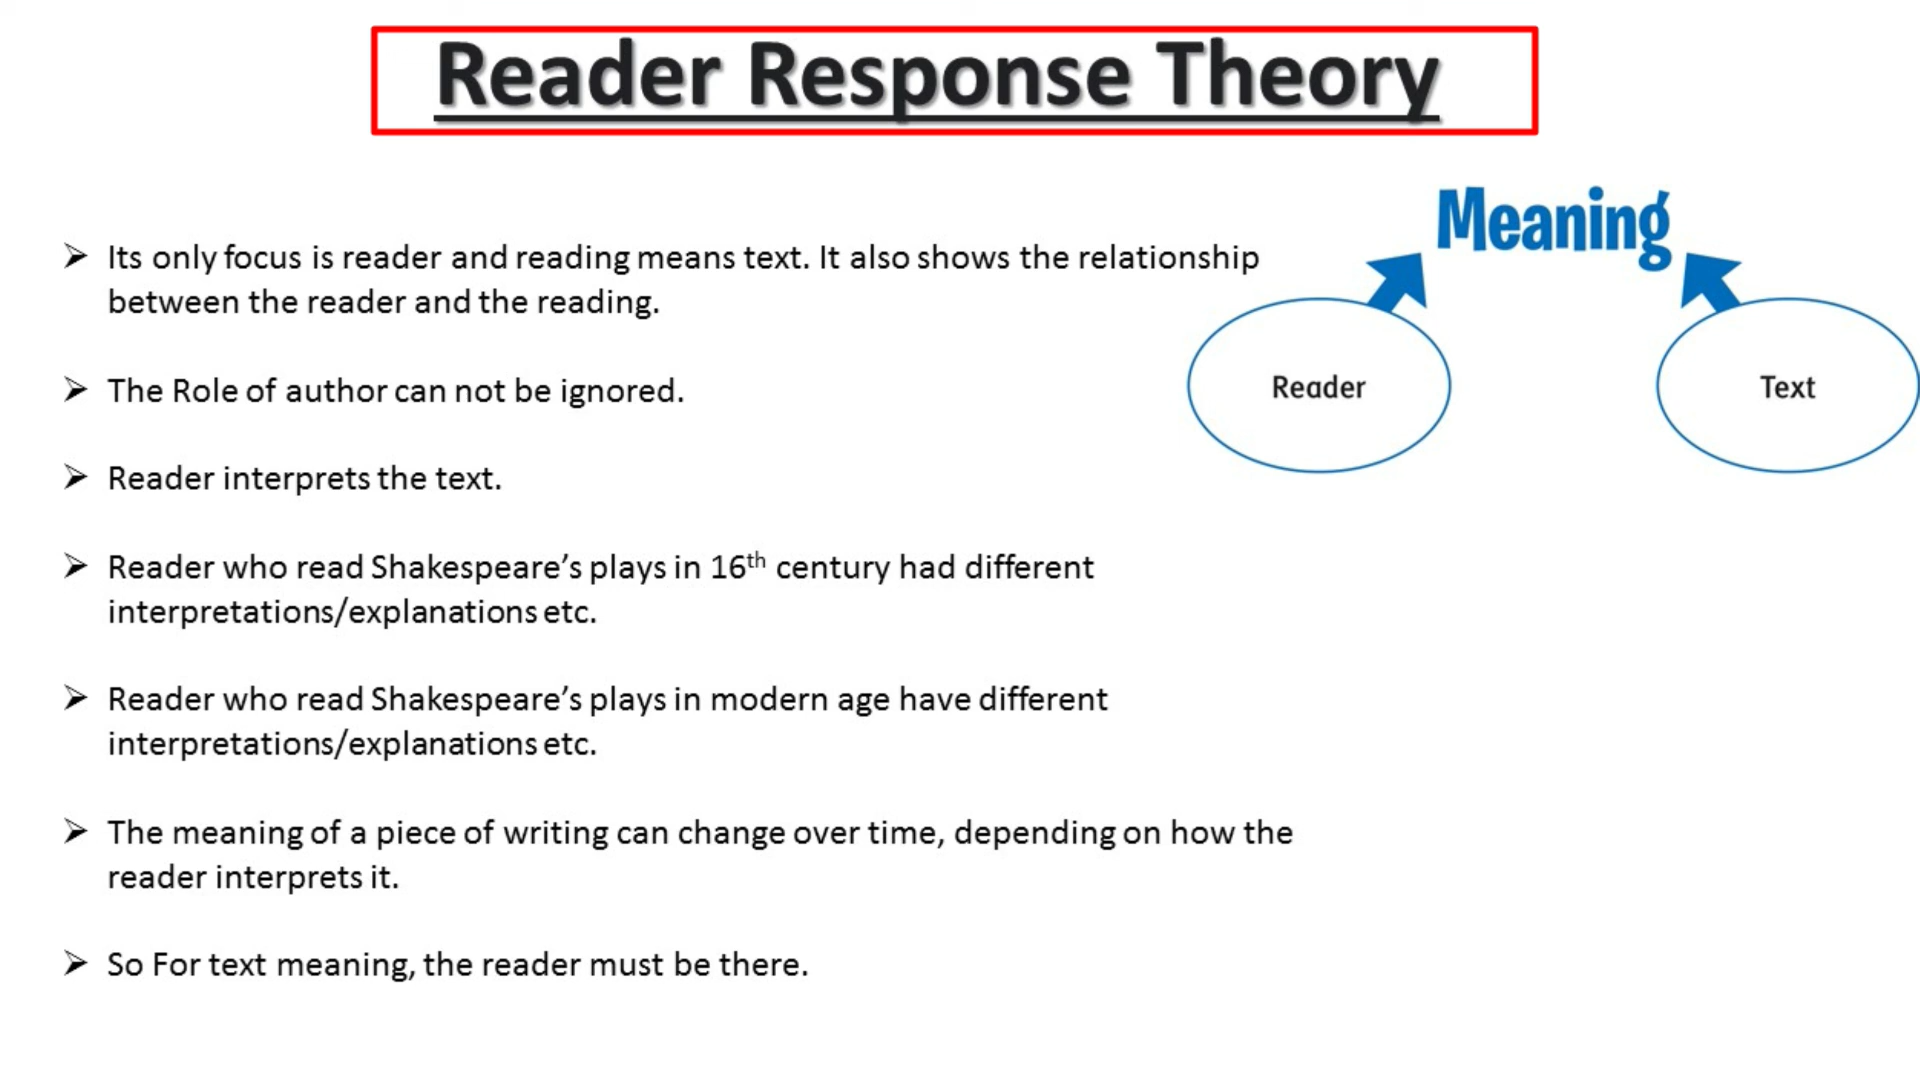 Reader Response Theory
Meaning
➢ Its only focus is reader and reading means text. It also shows the relationship
between the reader and the reading.
Reader
Text
➢ The Role of author can not be ignored.
➢ Reader interprets the text.
➢ Reader who read Shakespeare’s plays in 16th century had different
interpretations/explanations etc.
➢ Reader who read Shakespeare’s plays in modern age have different
interpretations/explanations etc.
➢ The meaning of a piece of writing can change over time, depending on how the
reader interprets it.
➢ So For text meaning, the reader must be there.